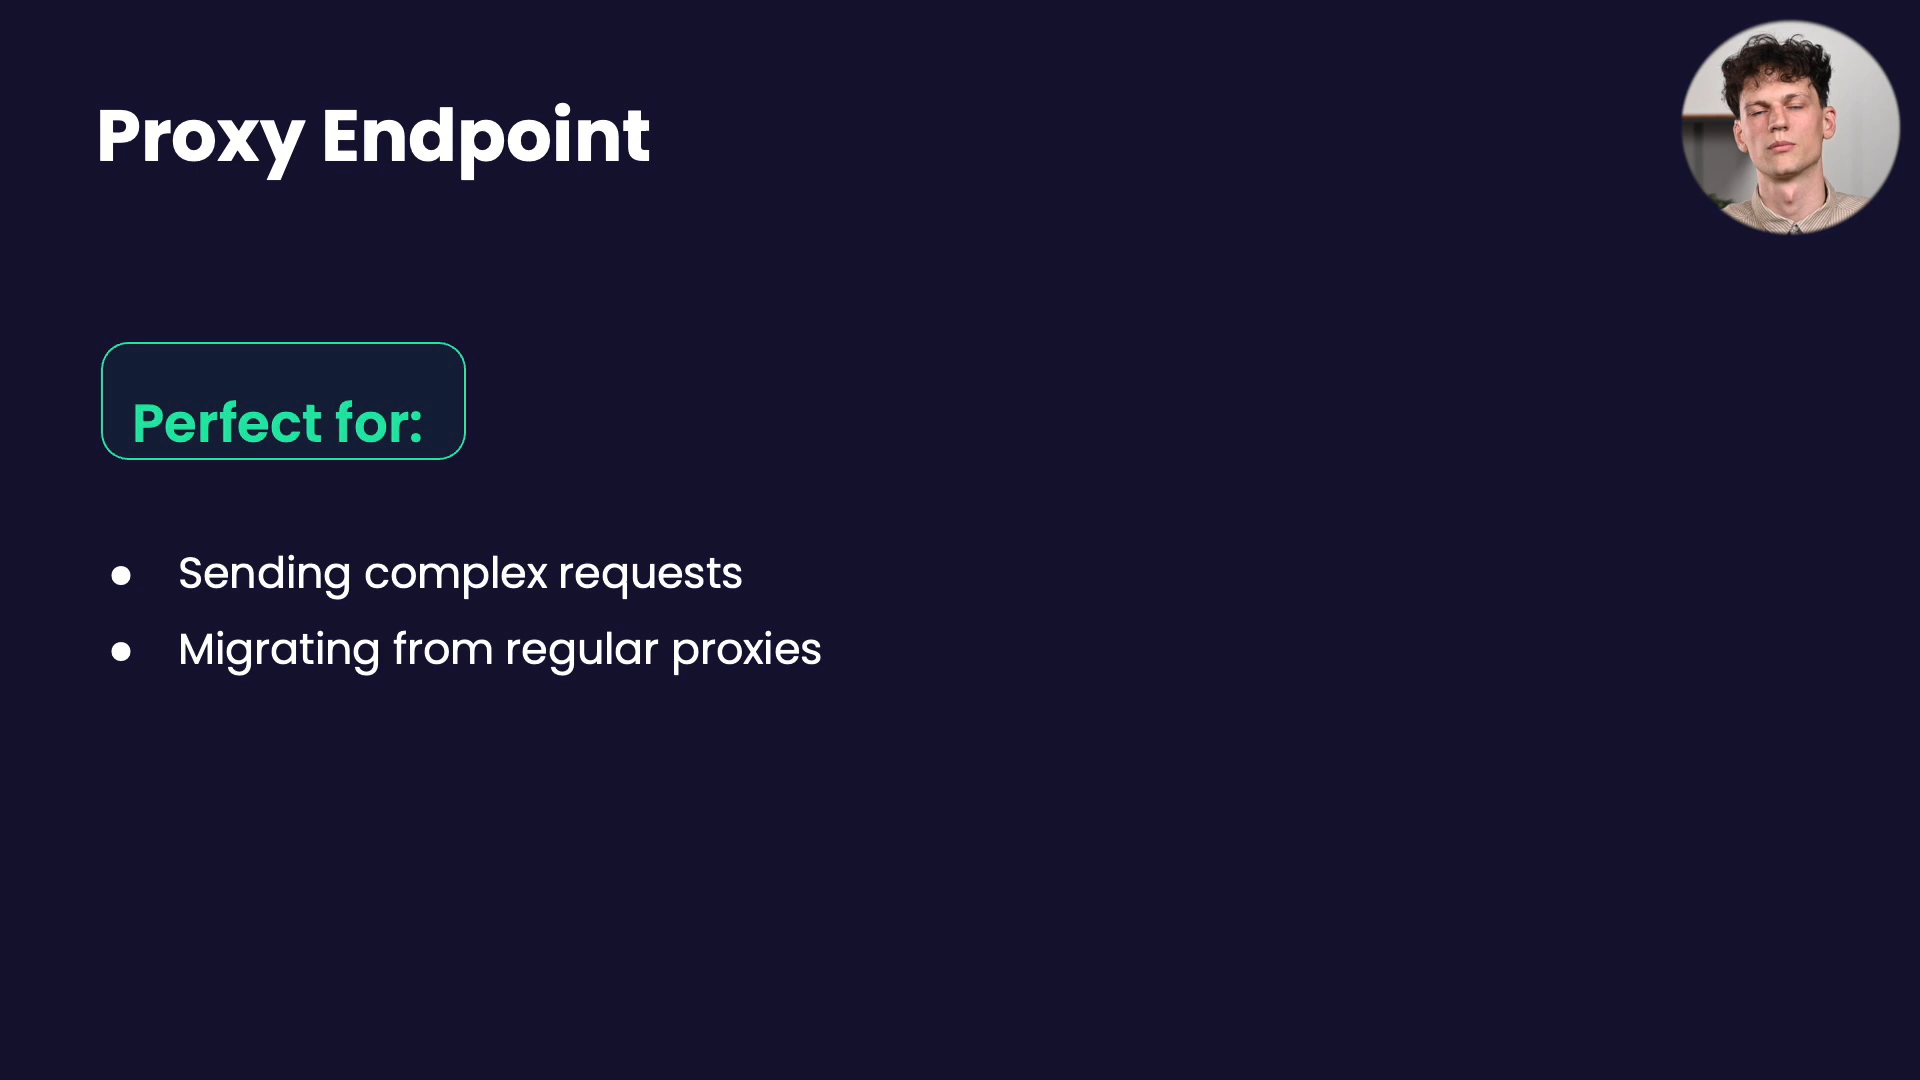 Proxy Endpoint
Perfect for:
● Sending complex requests
● Migrating from regular proxies